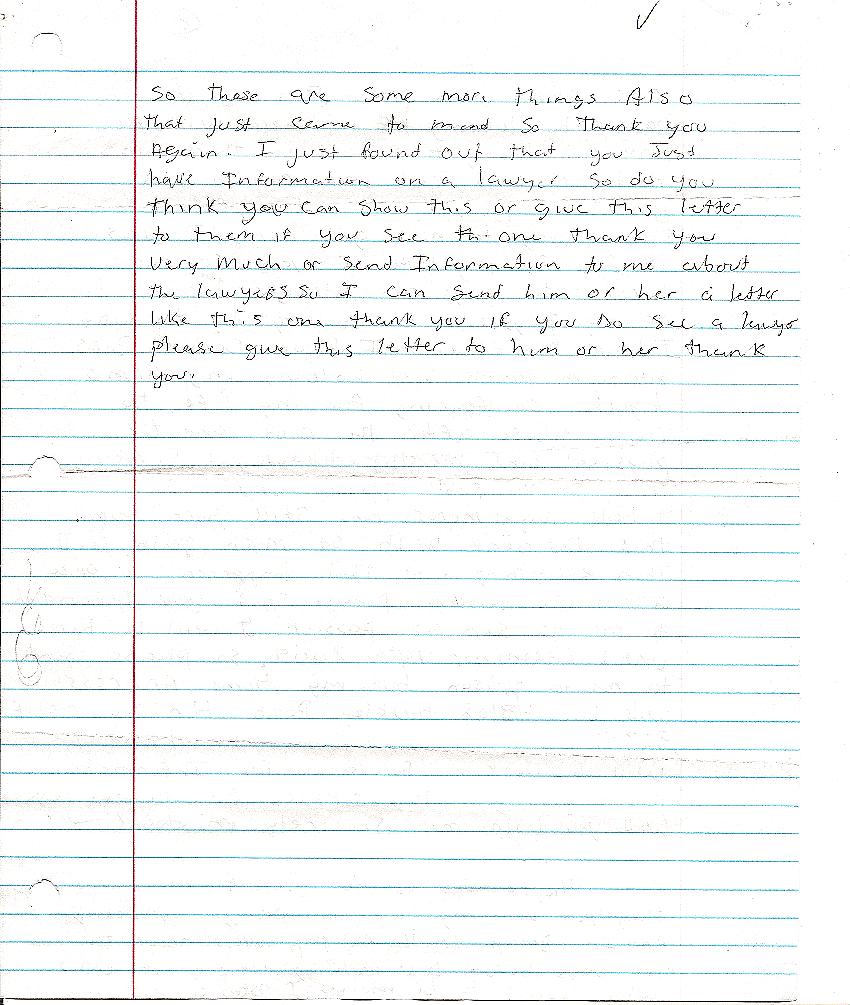 So these are some more things Also
that just came to mind So Thank you
Again. I just found out that you Just
have Information on a lawyer So do you
think you can show this or give this letter
to them if you see th one thank you
very much or send Information to me about
the lawyers so I can send him or her a letter
like this one thank you if you Do see a lawyer
please give this letter to him or her thank
you.